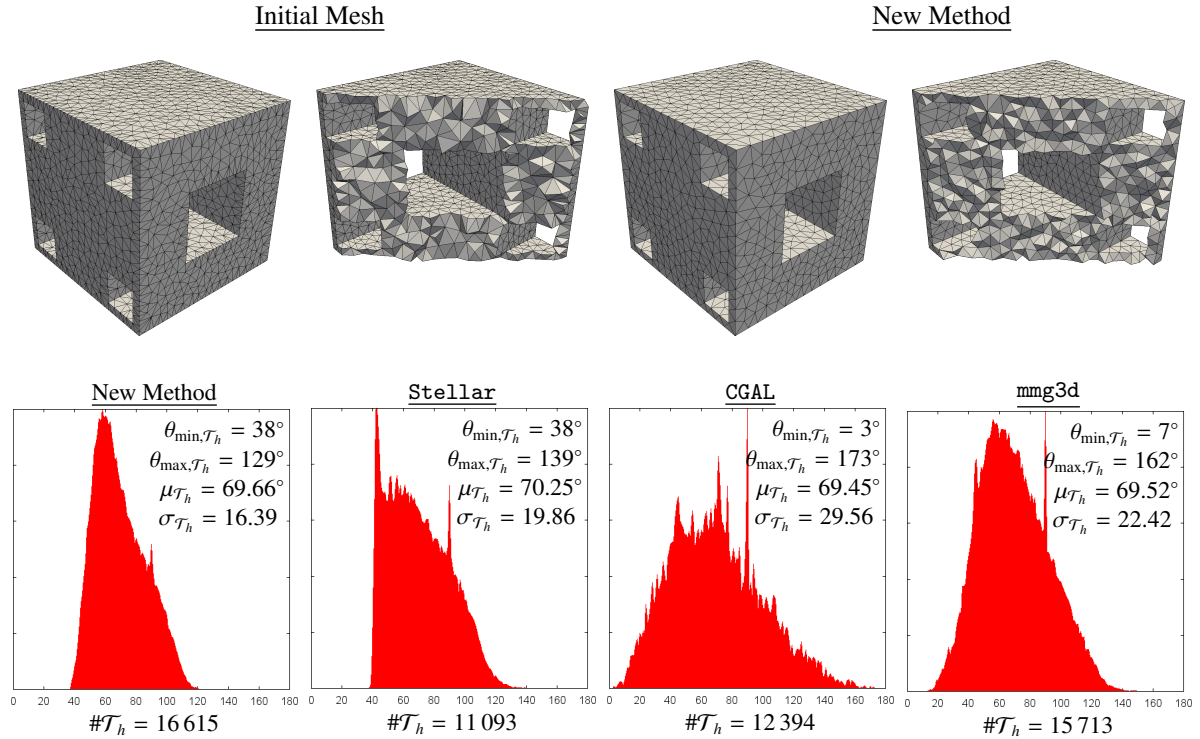 Initial Mesh New Method
New Method Stellar CGAL mmg3d
θmin,𝒯h = 38°
θmax,𝒯h = 129°
μ𝒯h = 69.66°
σ𝒯h = 16.39
0 20 40 60 80 100 120 140 160 180
#𝒯h = 16 615
θmin,𝒯h = 38°
θmax,𝒯h = 139°
μ𝒯h = 70.25°
σ𝒯h = 19.86
0 20 40 60 80 100 120 140 160 180
#𝒯h = 11 093
θmin,𝒯h = 3°
θmax,𝒯h = 173°
μ𝒯h = 69.45°
σ𝒯h = 29.56
0 20 40 60 80 100 120 140 160 180
#𝒯h = 12 394
θmin,𝒯h = 7°
θmax,𝒯h = 162°
μ𝒯h = 69.52°
σ𝒯h = 22.42
0 20 40 60 80 100 120 140 160 180
#𝒯h = 15 713